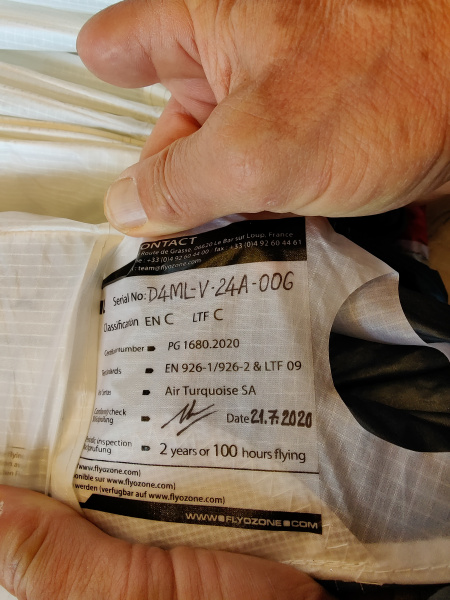 ONTACT
Route de Grasse, 06620 Le Bar sur Loup, France
: +33 (0)4 92 60 44 00 fax : +33 (0)4 92 60 44 61
: team@flyozone.com
Serial No: D4ML-V-24A-00G
Classification EN C LTF C
number PG 1680.2020
EN 926-1/926-2 & LTF 09
Air Turquoise SA
check Date 21.7.2020
inspection 2 years or 100 hours flying
www.flyozone.com)
onible sur www.flyozone.com)
werden (verfugbar auf www.flyozone.com)
WWW FLYOZONE COM